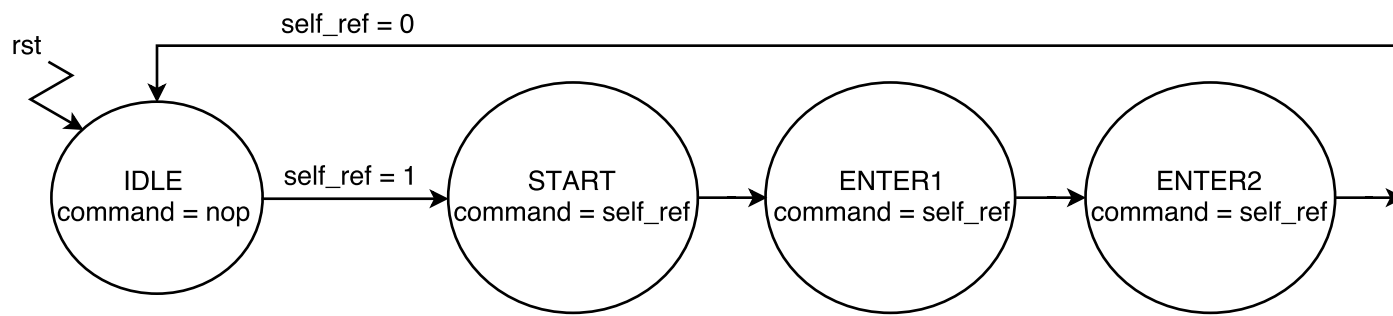 self_ref = 0
rst
IDLE
command = nop
self_ref = 1
START
command = self_ref
ENTER1
command = self_ref
ENTER2
command = self_ref